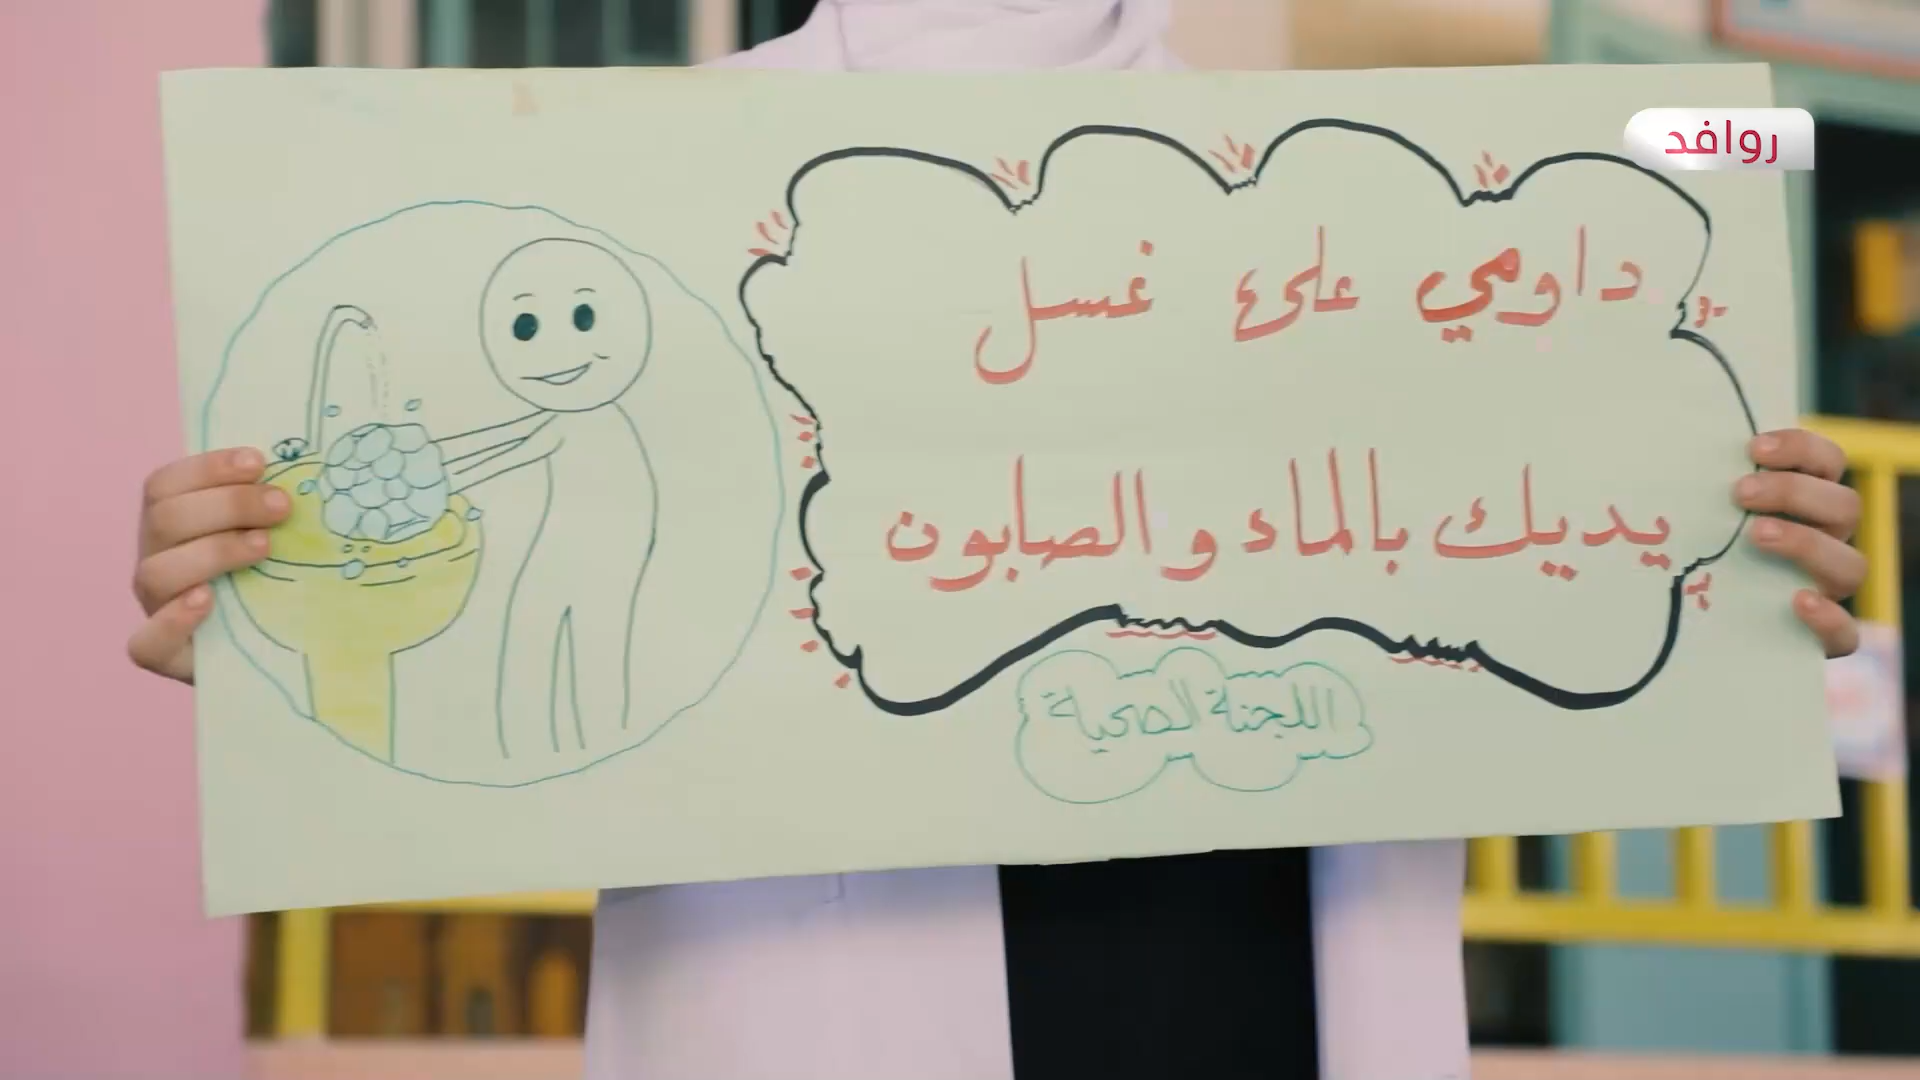 روافد
داومي على غسل
يديك بالماء والصابون
اللجنة الصحية